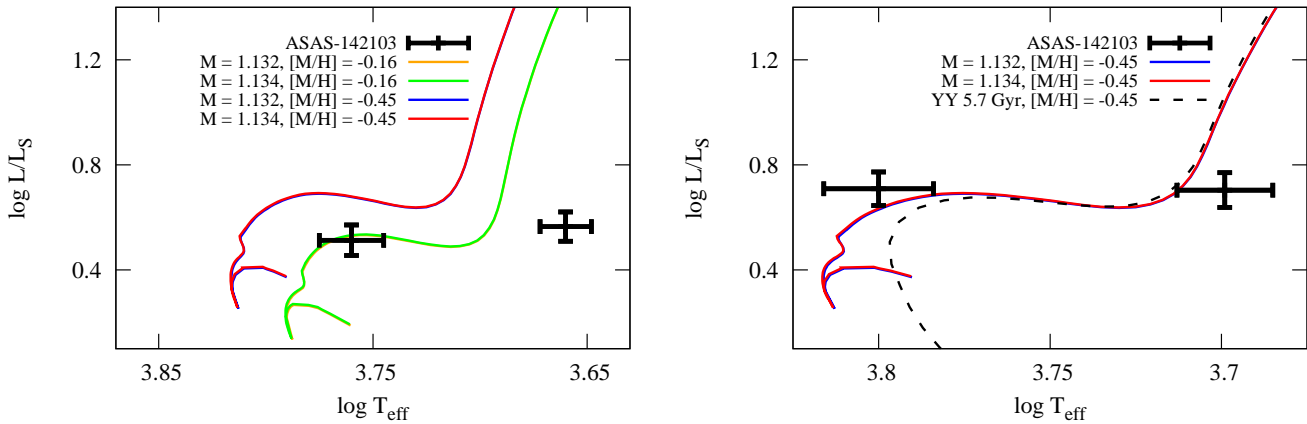 ASAS-142103
M = 1.132, [M/H] = -0.16
M = 1.134, [M/H] = -0.16
M = 1.132, [M/H] = -0.45
M = 1.134, [M/H] = -0.45
1.2
0.8
0.4
log L/L_S
3.85
3.75
3.65
log T_eff
ASAS-142103
M = 1.132, [M/H] = -0.45
M = 1.134, [M/H] = -0.45
YY 5.7 Gyr, [M/H] = -0.45
1.2
0.8
0.4
log L/L_S
3.8
3.75
3.7
log T_eff